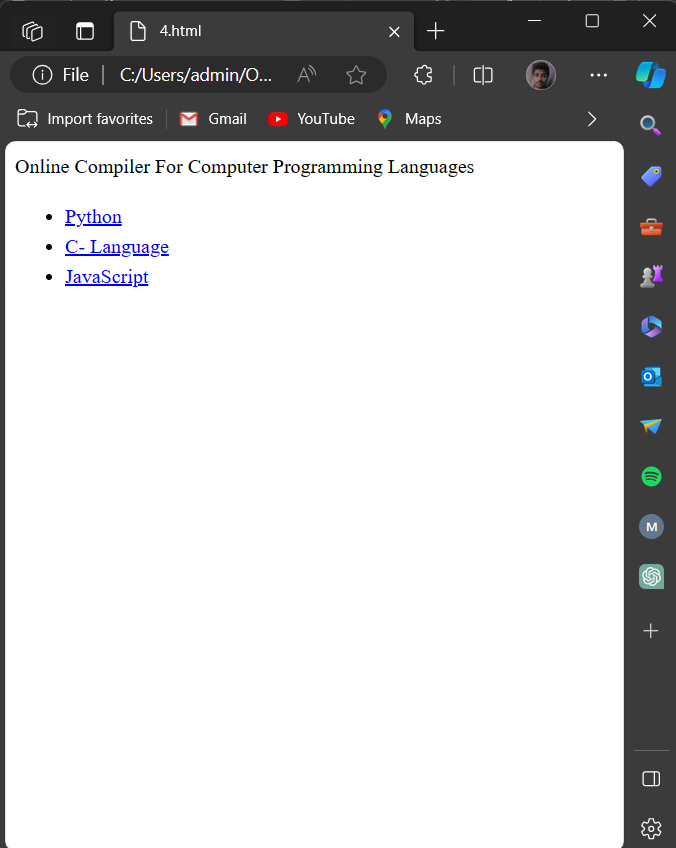 4.html
File C:/Users/admin/O...
Import favorites Gmail YouTube Maps
Online Compiler For Computer Programming Languages
Python
C- Language
JavaScript
M